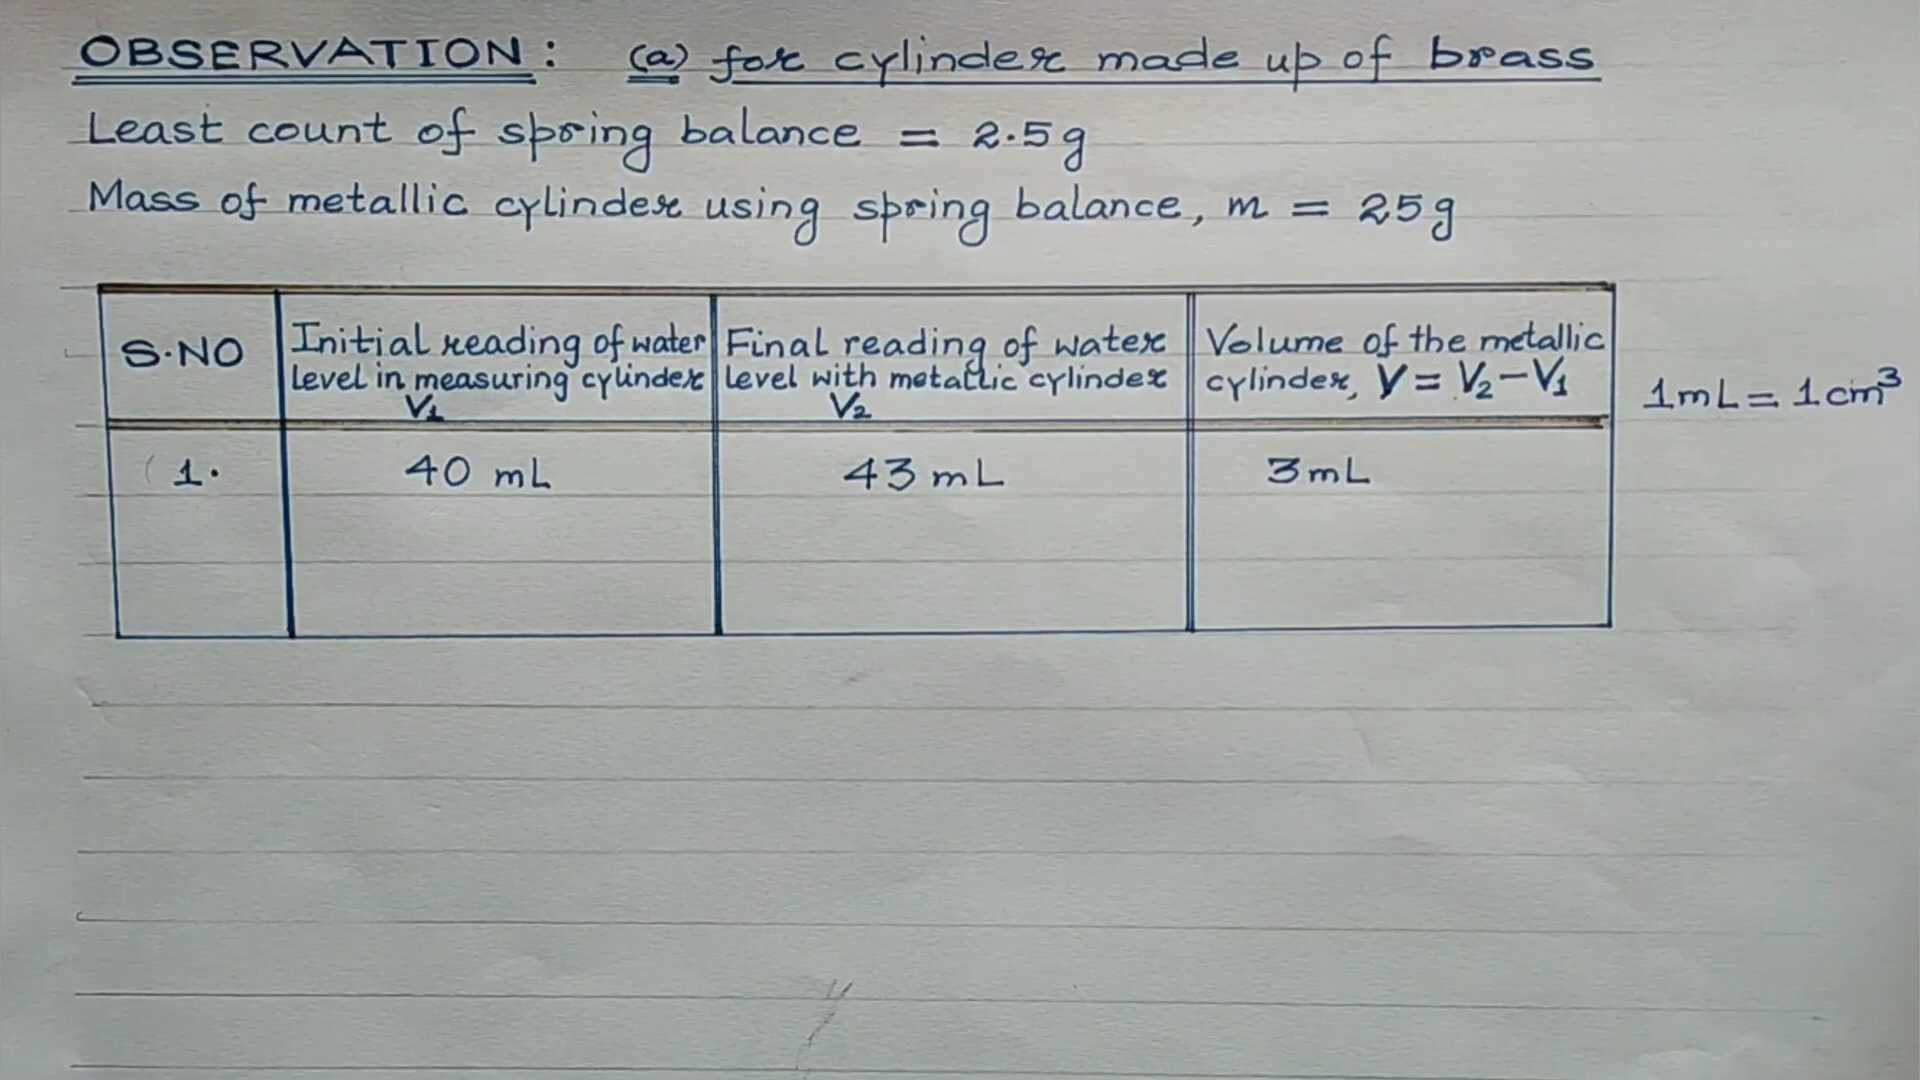 OBSERVATION: (a) for cylinder made up of brass
Least count of spring balance = 2.5g
Mass of metallic cylinder using spring balance, m = 25g
S.NO
Initial reading of water
level in measuring cylinder
V₁
Final reading of water
level with metallic cylinder
V₂
Volume of the metallic
cylinder, V = V₂-V₁
1mL = 1cm³
1.
40 mL
43 mL
3mL